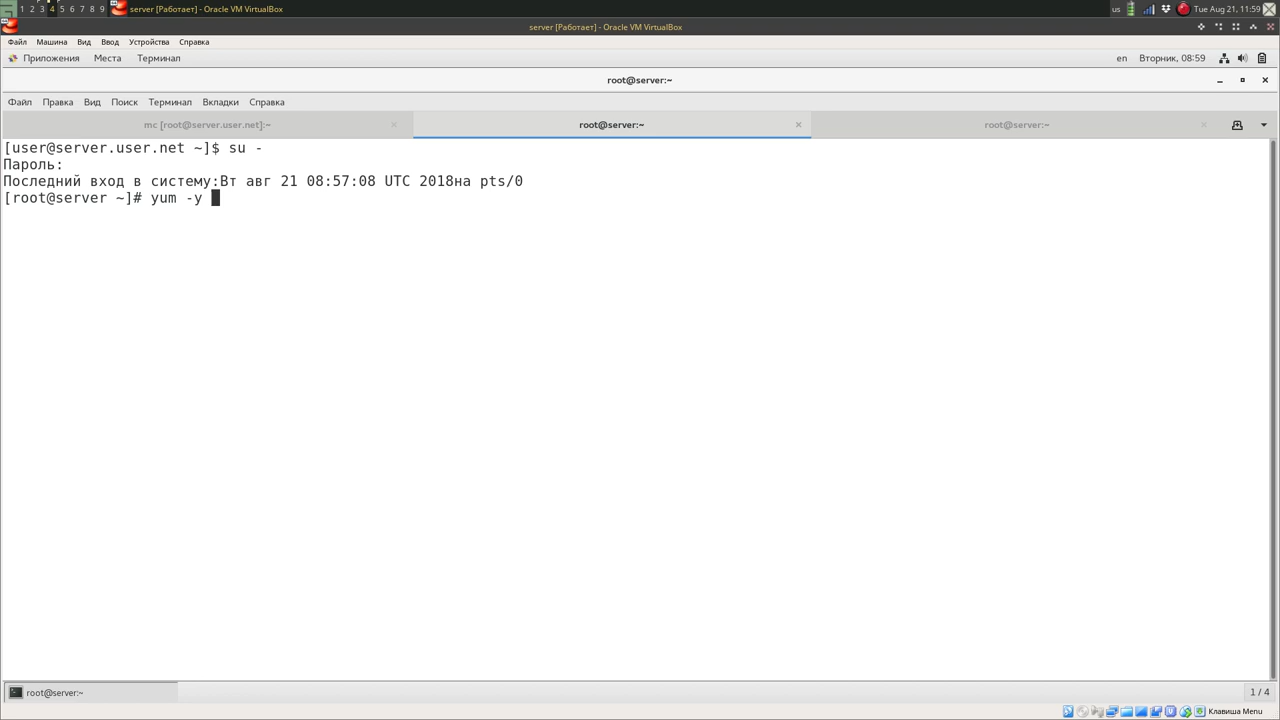 1 2 3 4 5 6 7 8 9 server [Работает] - Oracle VM VirtualBox us Tue Aug 21, 11:59
server [Работает] - Oracle VM VirtualBox
Файл Машина Вид Ввод Устройства Справка
Приложения Места Терминал en Вторник, 08:59
root@server:~
Файл Правка Вид Поиск Терминал Вкладки Справка
mc [root@server.user.net]:~ root@server:~ root@server:~
[user@server.user.net ~]$ su -
Пароль:
Последний вход в систему:Вт авг 21 08:57:08 UTC 2018на pts/0
[root@server ~]# yum -y
root@server:~ 1 / 4
Клавиша Menu